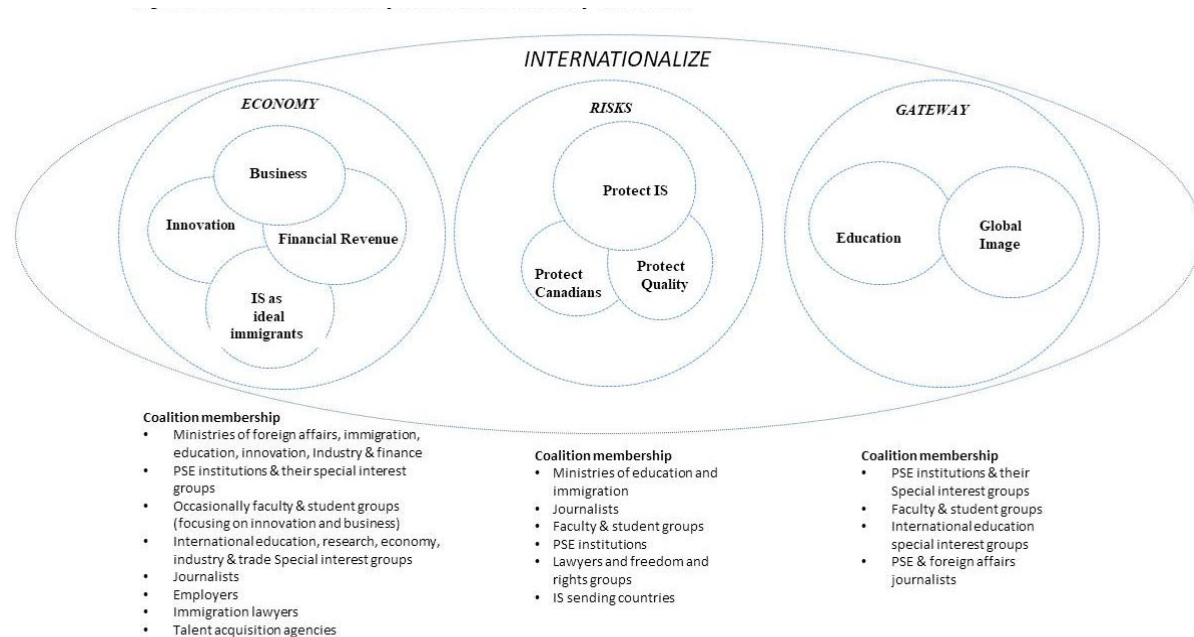 INTERNATIONALIZE
ECONOMY
Business
Innovation
Financial Revenue
IS as
ideal
immigrants
RISKS
Protect IS
Protect
Canadians
Protect
Quality
GATEWAY
Education
Global
Image
Coalition membership
• Ministries of foreign affairs, immigration,
education, innovation, Industry & finance
• PSE institutions & their special interest
groups
• Occasionally faculty & student groups
(focusing on innovation and business)
• International education, research, economy,
industry & trade Special interest groups
• Journalists
• Employers
• Immigration lawyers
• Talent acquisition agencies
Coalition membership
• Ministries of education and
immigration
• Journalists
• Faculty & student groups
• PSE institutions
• Lawyers and freedom and
rights groups
• IS sending countries
Coalition membership
• PSE institutions & their
Special interest groups
• Faculty & student groups
• International education
special interest groups
• PSE & foreign affairs
journalists